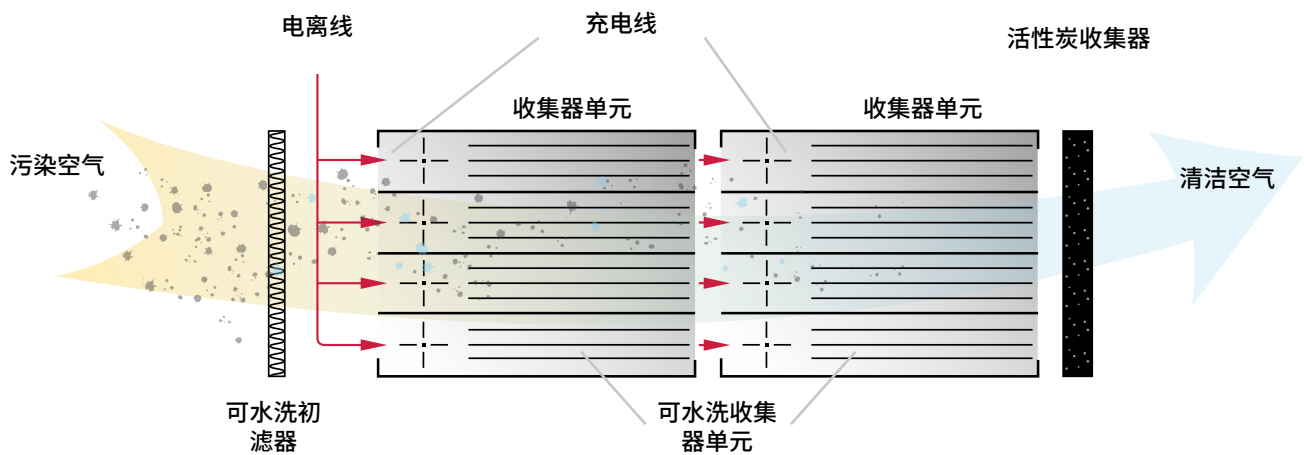 电离线
充电线
活性炭收集器
收集器单元
收集器单元
污染空气
清洁空气
可水洗初
滤器
可水洗收集
器单元